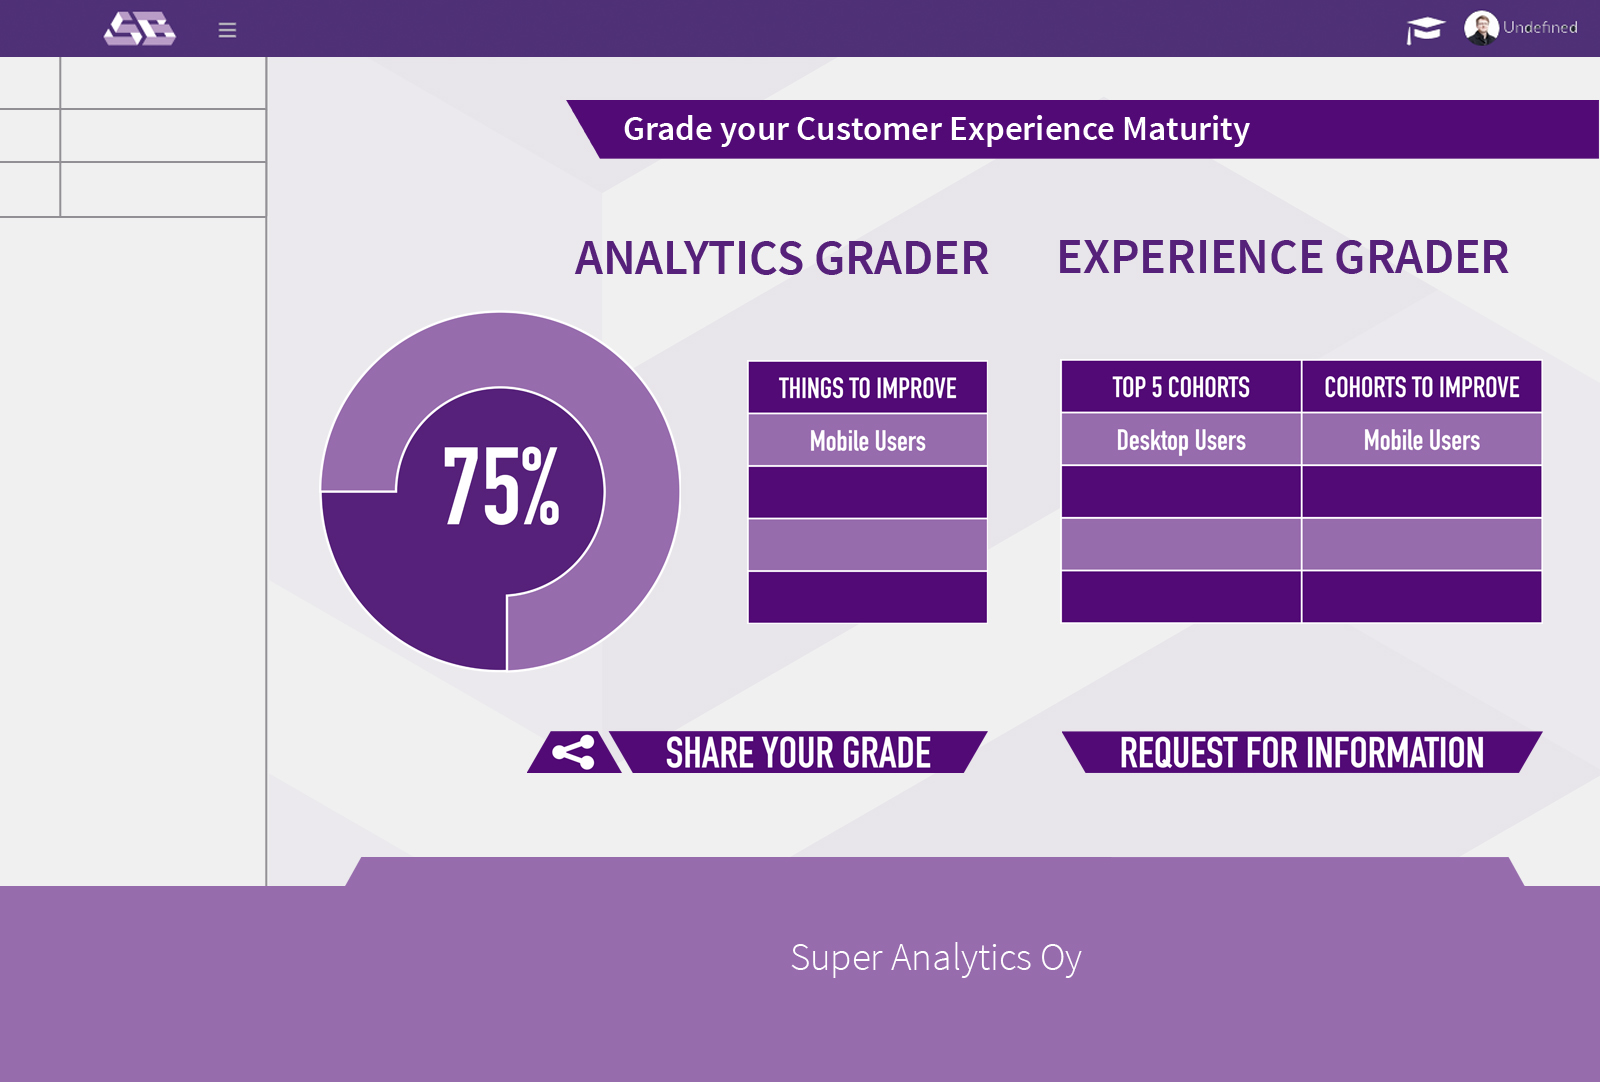 SB
Undefined
Grade your Customer Experience Maturity
ANALYTICS GRADER
EXPERIENCE GRADER
75%
THINGS TO IMPROVE
Mobile Users
TOP 5 COHORTS
COHORTS TO IMPROVE
Desktop Users
Mobile Users
SHARE YOUR GRADE
REQUEST FOR INFORMATION
Super Analytics Oy